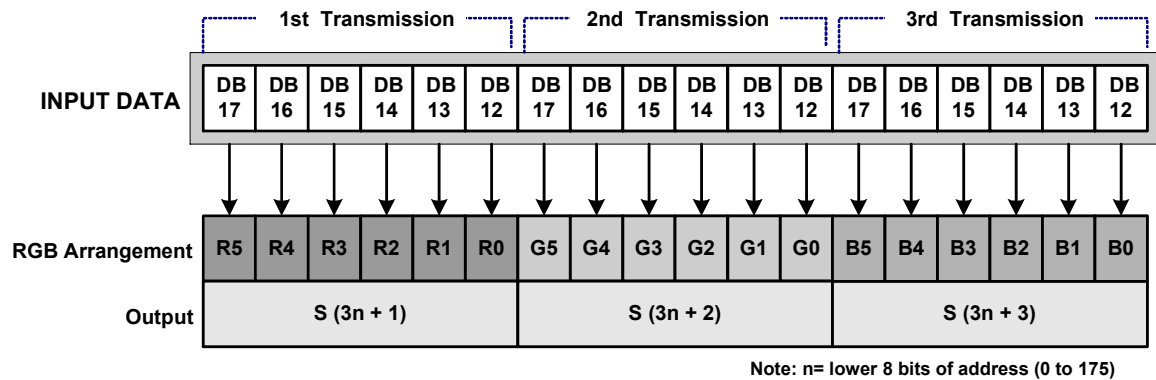 1st Transmission 2nd Transmission 3rd Transmission
INPUT DATA DB 17 DB 16 DB 15 DB 14 DB 13 DB 12 DB 17 DB 16 DB 15 DB 14 DB 13 DB 12 DB 17 DB 16 DB 15 DB 14 DB 13 DB 12
RGB Arrangement R5 R4 R3 R2 R1 R0 G5 G4 G3 G2 G1 G0 B5 B4 B3 B2 B1 B0
Output S (3n + 1) S (3n + 2) S (3n + 3)
Note: n= lower 8 bits of address (0 to 175)